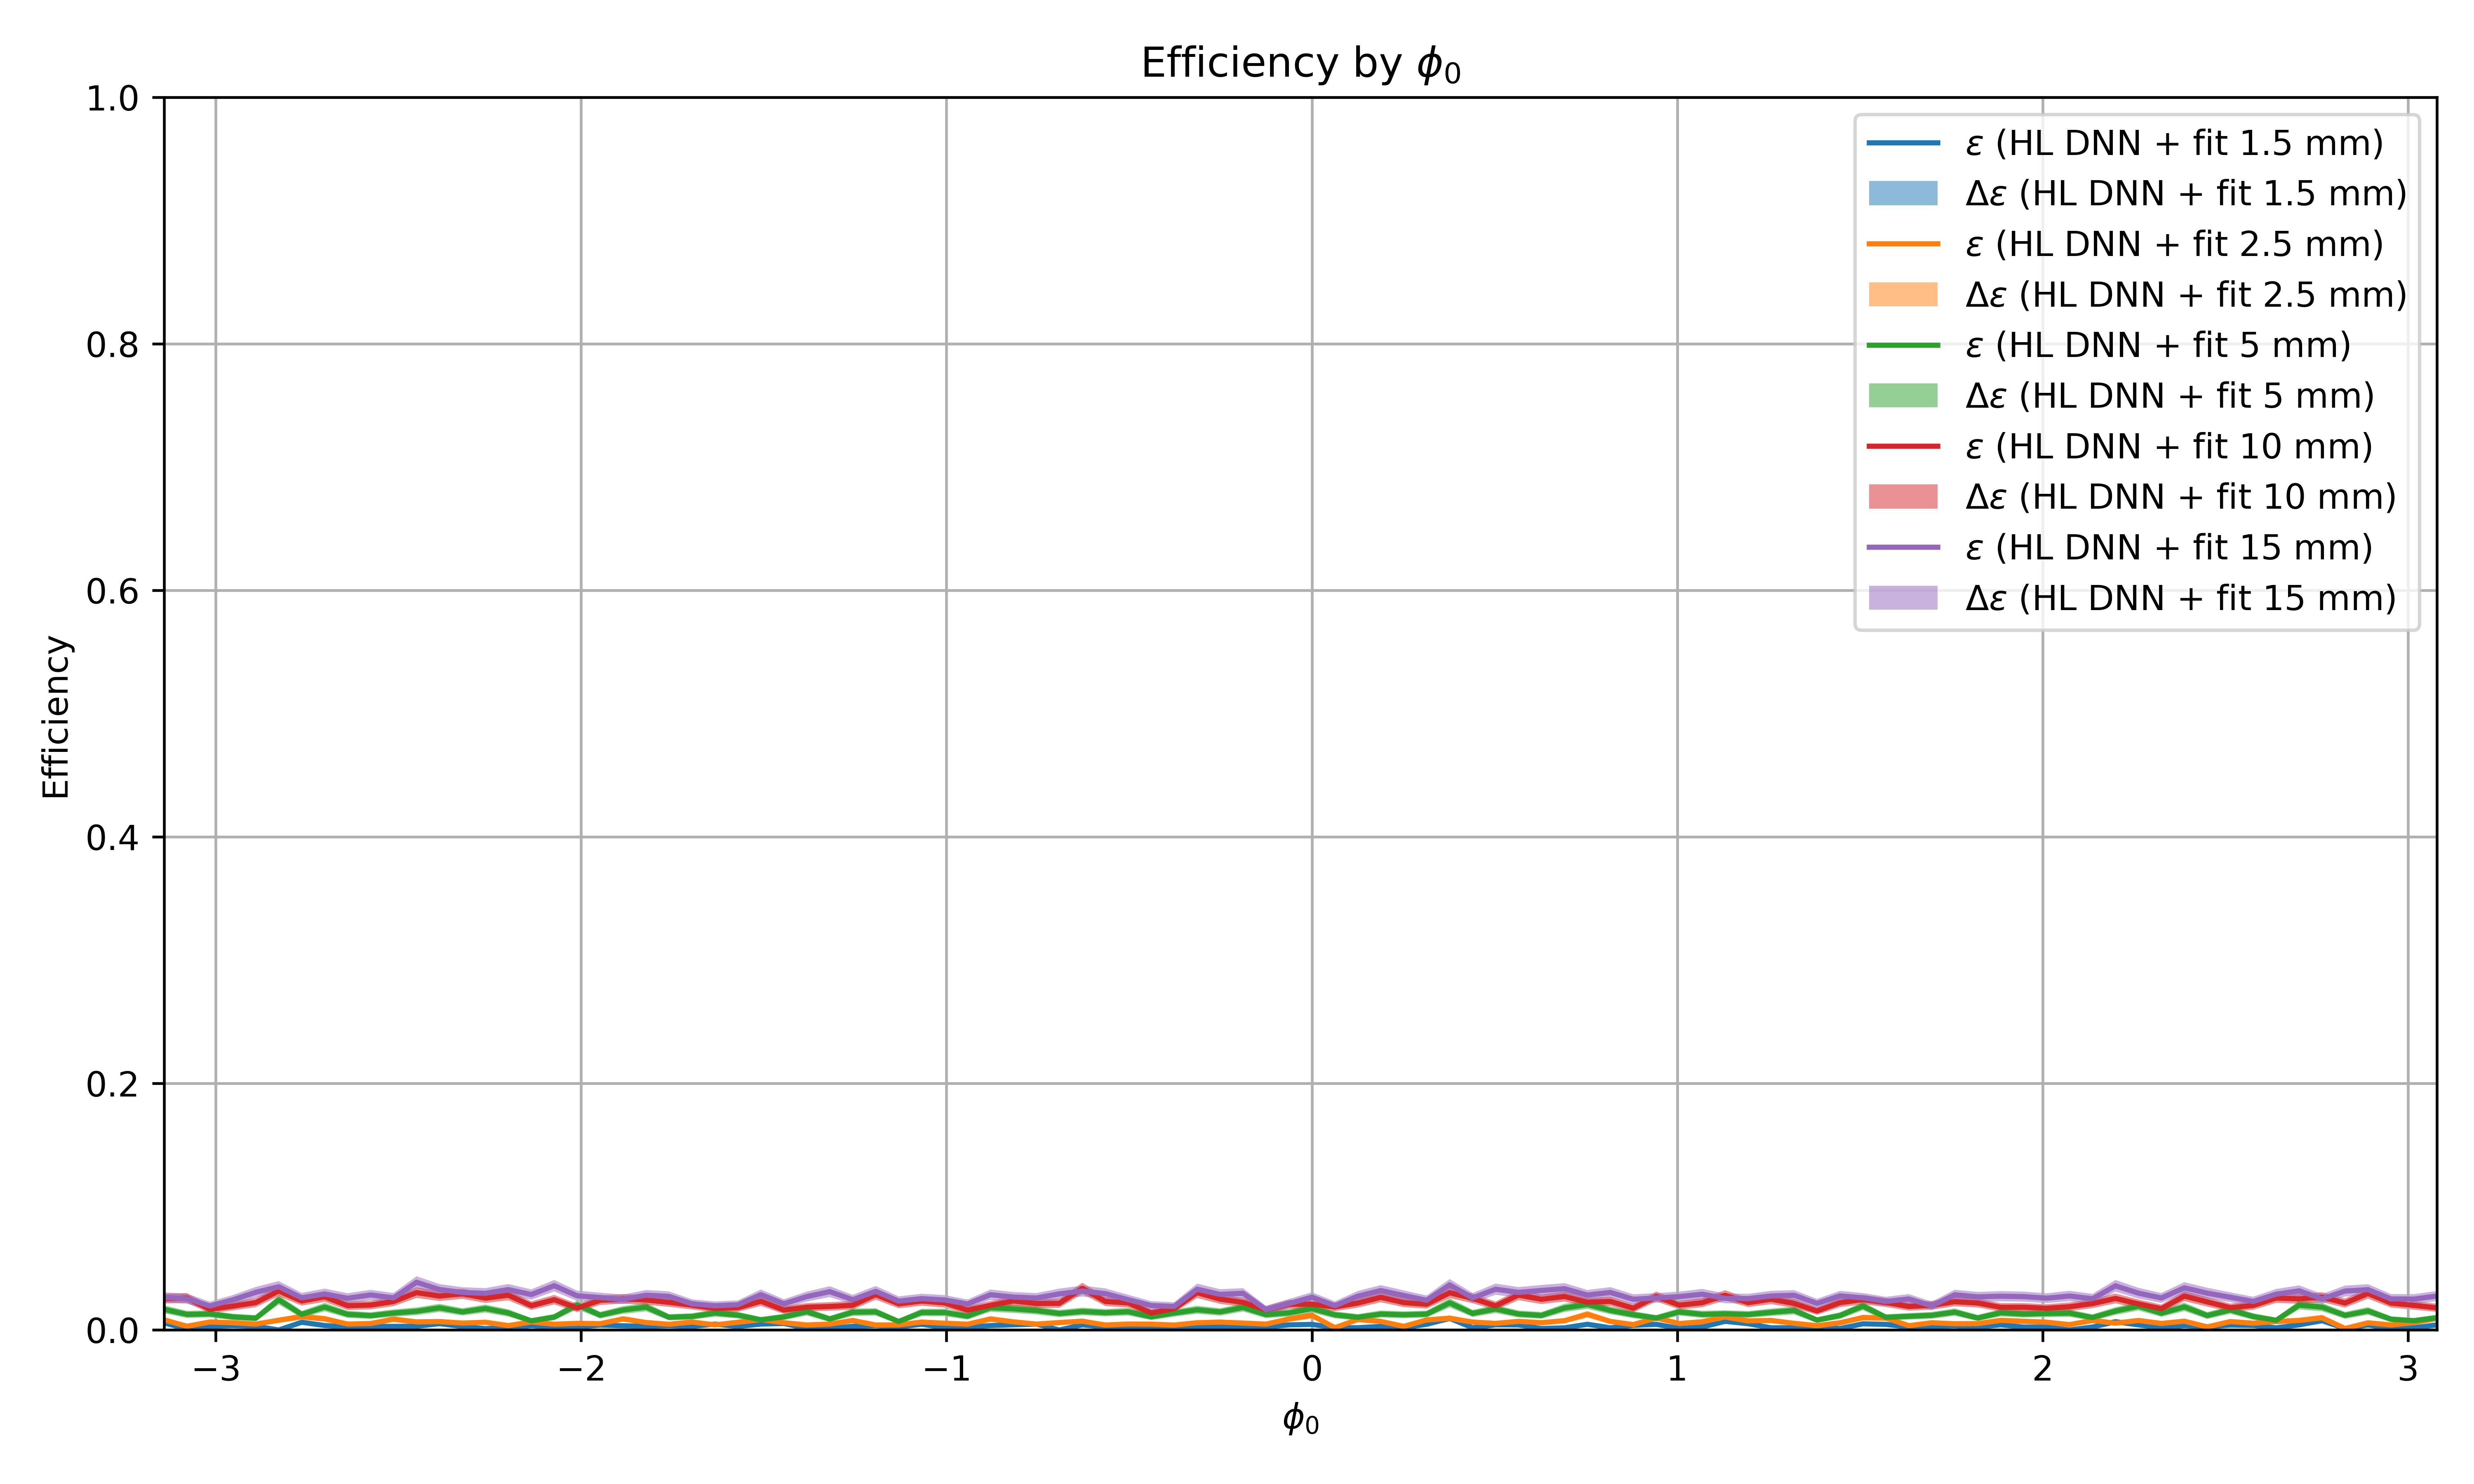 Efficiency by ϕ₀
1.0
0.8
0.6
0.4
0.2
0.0
Efficiency
−3
−2
−1
0
1
2
3
ϕ₀
ε (HL DNN + fit 1.5 mm)
Δε (HL DNN + fit 1.5 mm)
ε (HL DNN + fit 2.5 mm)
Δε (HL DNN + fit 2.5 mm)
ε (HL DNN + fit 5 mm)
Δε (HL DNN + fit 5 mm)
ε (HL DNN + fit 10 mm)
Δε (HL DNN + fit 10 mm)
ε (HL DNN + fit 15 mm)
Δε (HL DNN + fit 15 mm)